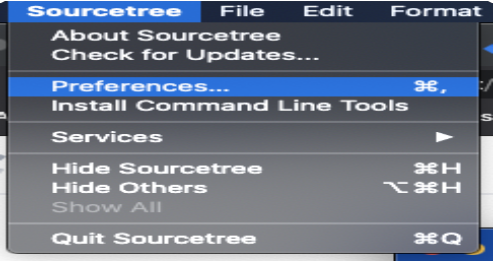 Sourcetree File Edit Format
About Sourcetree
Check for Updates...
Preferences... ⌘,
Install Command Line Tools
Services ▶
Hide Sourcetree ⌘H
Hide Others ⌥⌘H
Show All
Quit Sourcetree ⌘Q